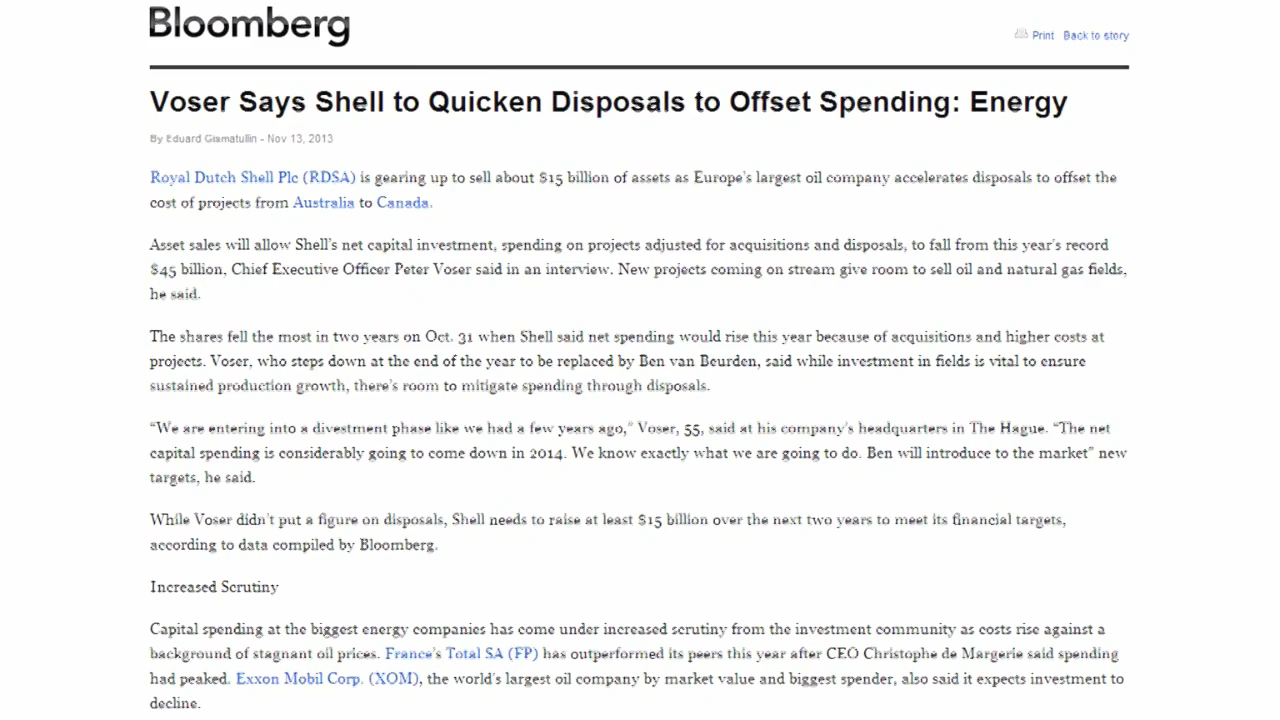 Bloomberg
Print Back to story
Voser Says Shell to Quicken Disposals to Offset Spending: Energy
By Eduard Gismatullin - Nov 13, 2013
Royal Dutch Shell Plc (RDSA) is gearing up to sell about $15 billion of assets as Europe's largest oil company accelerates disposals to offset the
cost of projects from Australia to Canada.
Asset sales will allow Shell's net capital investment, spending on projects adjusted for acquisitions and disposals, to fall from this year's record
$45 billion, Chief Executive Officer Peter Voser said in an interview. New projects coming on stream give room to sell oil and natural gas fields,
he said.
The shares fell the most in two years on Oct. 31 when Shell said net spending would rise this year because of acquisitions and higher costs at
projects. Voser, who steps down at the end of the year to be replaced by Ben van Beurden, said while investment in fields is vital to ensure
sustained production growth, there's room to mitigate spending through disposals.
“We are entering into a divestment phase like we had a few years ago,” Voser, 55, said at his company's headquarters in The Hague. “The net
capital spending is considerably going to come down in 2014. We know exactly what we are going to do. Ben will introduce to the market” new
targets, he said.
While Voser didn't put a figure on disposals, Shell needs to raise at least $15 billion over the next two years to meet its financial targets,
according to data compiled by Bloomberg.
Increased Scrutiny
Capital spending at the biggest energy companies has come under increased scrutiny from the investment community as costs rise against a
background of stagnant oil prices. France's Total SA (FP) has outperformed its peers this year after CEO Christophe de Margerie said spending
had peaked. Exxon Mobil Corp. (XOM), the world's largest oil company by market value and biggest spender, also said it expects investment to
decline.